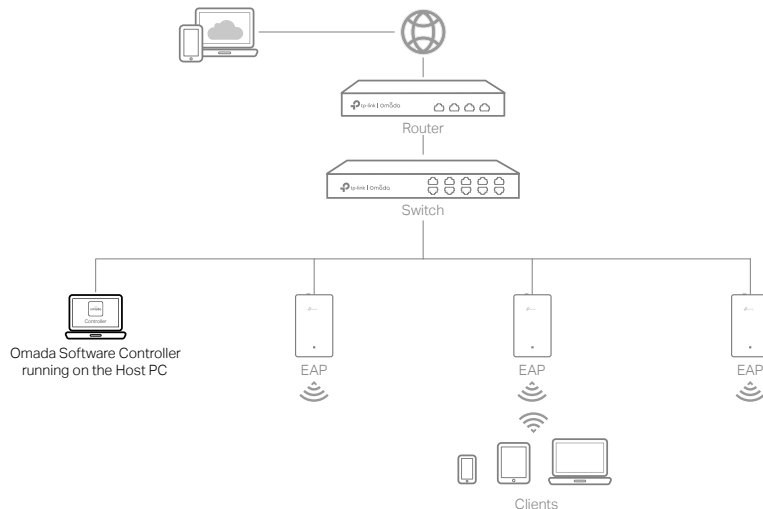 tp-link | omada
Router
tp-link | omada
Switch
omada
Controller
Omada Software Controller
running on the Host PC
EAP
EAP
EAP
Clients